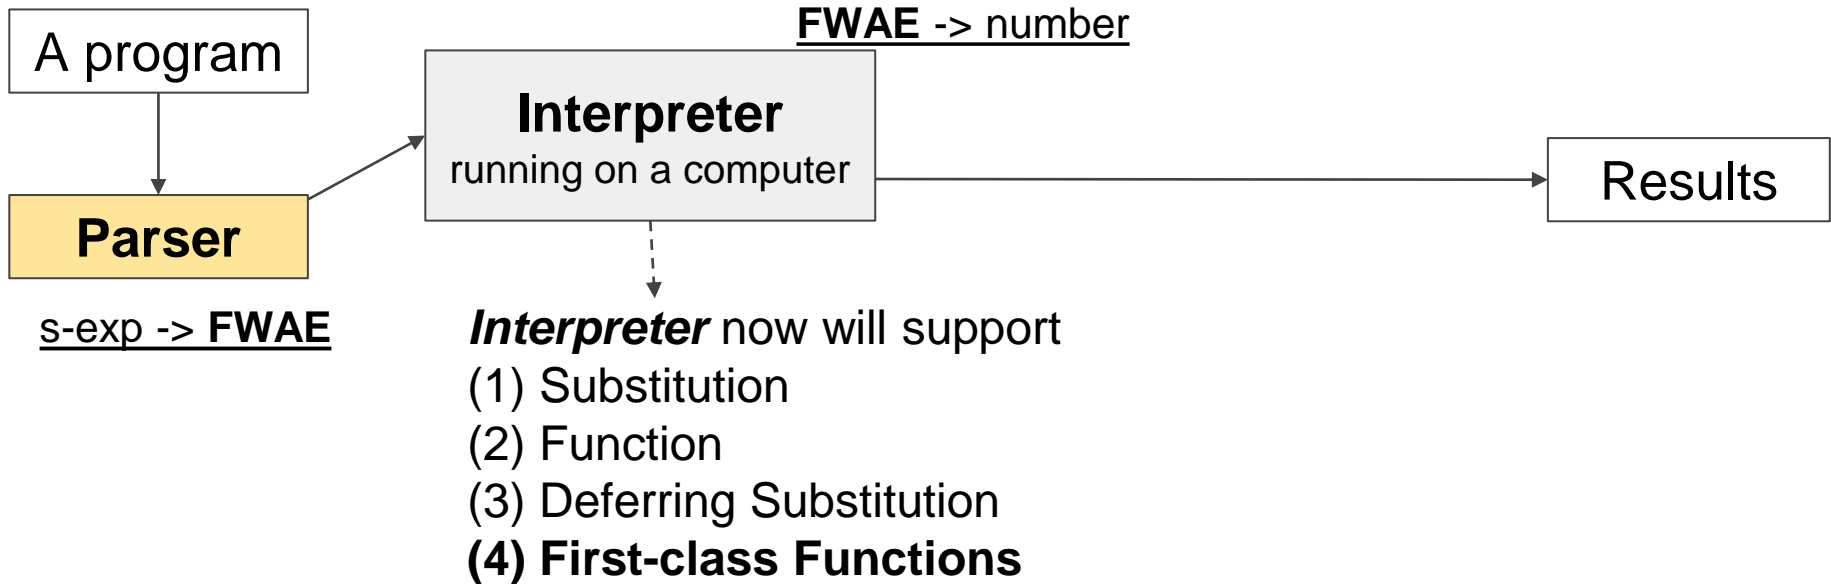 A program
FWAE -> number
Interpreter
running on a computer
Results
Parser
s-exp -> FWAE
Interpreter now will support
(1) Substitution
(2) Function
(3) Deferring Substitution
(4) First-class Functions